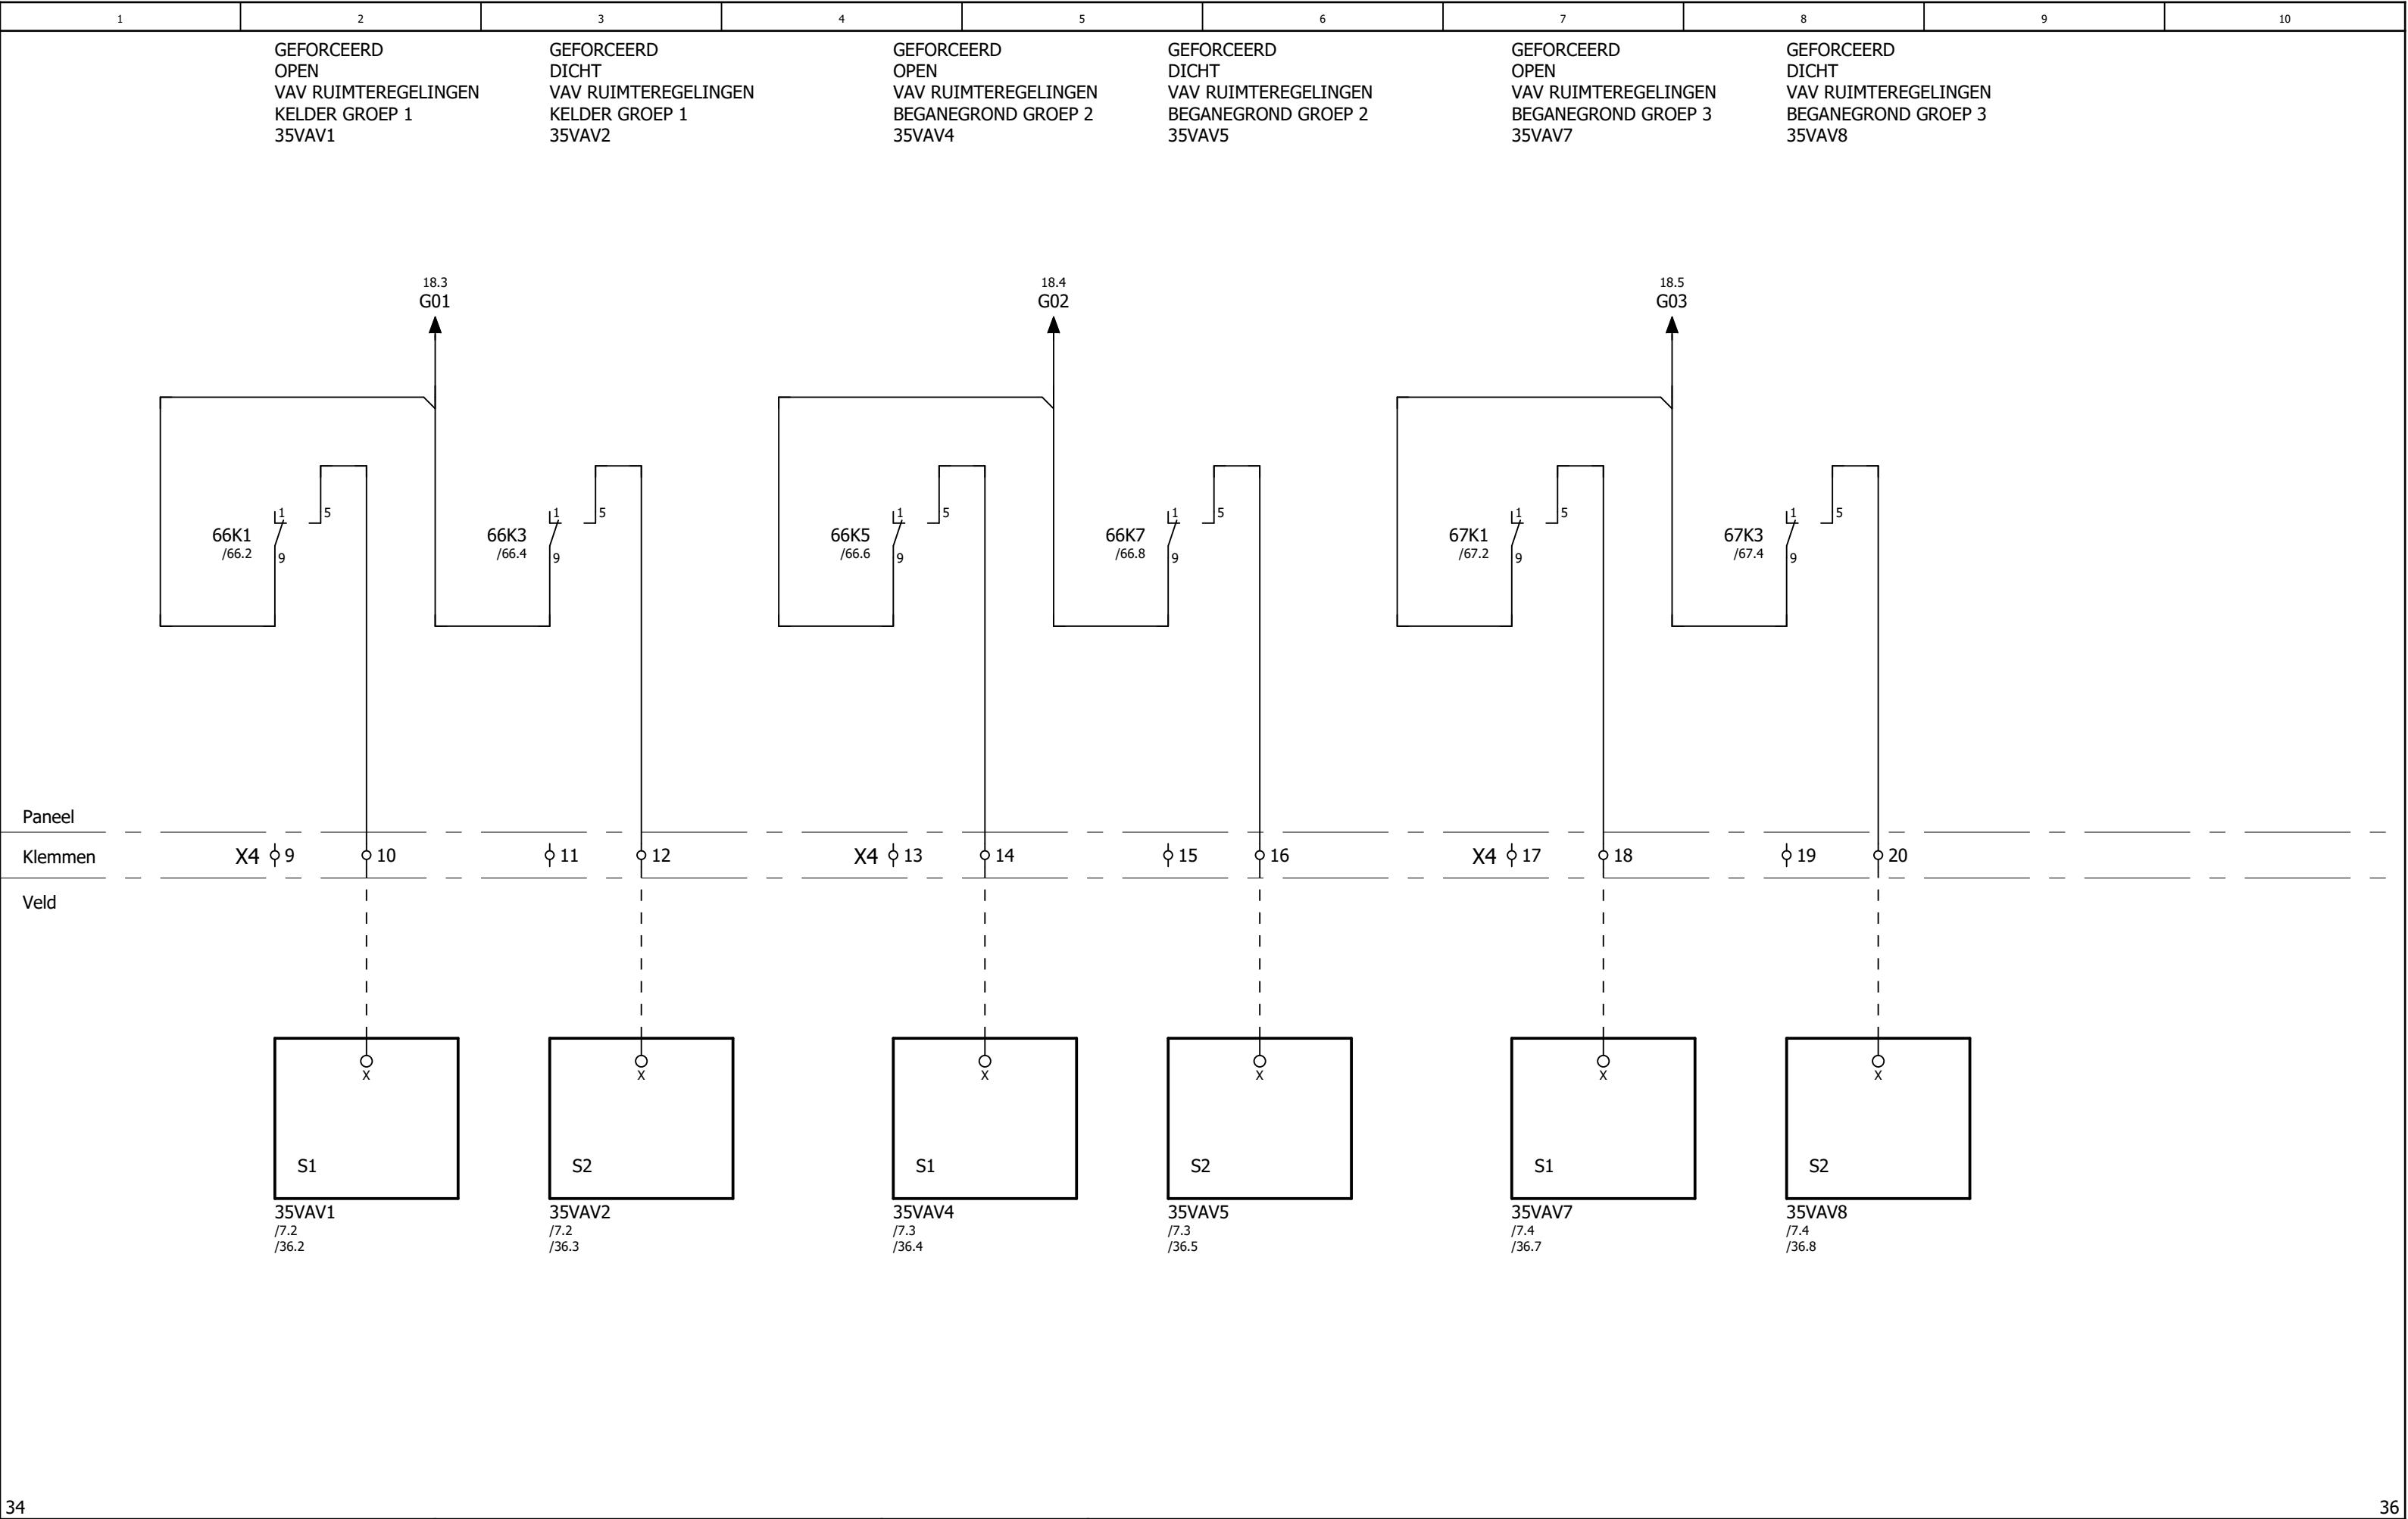 1 2 3 4 5 6 7 8 9 10
GEFORCEERD
OPEN
VAV RUIMTEREGELINGEN
KELDER GROEP 1
35VAV1
GEFORCEERD
DICHT
VAV RUIMTEREGELINGEN
KELDER GROEP 1
35VAV2
GEFORCEERD
OPEN
VAV RUIMTEREGELINGEN
BEGANEGROND GROEP 2
35VAV4
GEFORCEERD
DICHT
VAV RUIMTEREGELINGEN
BEGANEGROND GROEP 2
35VAV5
GEFORCEERD
OPEN
VAV RUIMTEREGELINGEN
BEGANEGROND GROEP 3
35VAV7
GEFORCEERD
DICHT
VAV RUIMTEREGELINGEN
BEGANEGROND GROEP 3
35VAV8
18.3
G01
18.4
G02
18.5
G03
66K1
/66.2
1
5
9
66K3
/66.4
1
5
9
66K5
/66.6
1
5
9
66K7
/66.8
1
5
9
67K1
/67.2
1
5
9
67K3
/67.4
1
5
9
Paneel
Klemmen X4 9 10 11 12 X4 13 14 15 16 X4 17 18 19 20
Veld
X
S1
35VAV1
/7.2
/36.2
X
S2
35VAV2
/7.2
/36.3
X
S1
35VAV4
/7.3
/36.4
X
S2
35VAV5
/7.3
/36.5
X
S1
35VAV7
/7.4
/36.7
X
S2
35VAV8
/7.4
/36.8
34 36